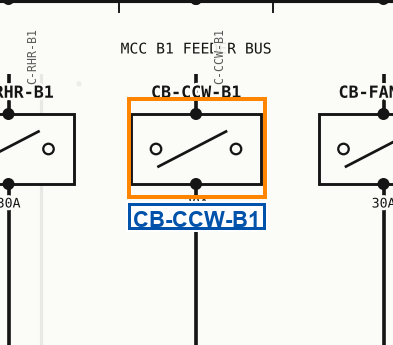 C-RHR-B1
C-CCW-B1
MCC B1 FEED R BUS
RHR-B1
CB-CCW-B1
CB-FAN
30A
30A
CB-CCW-B1